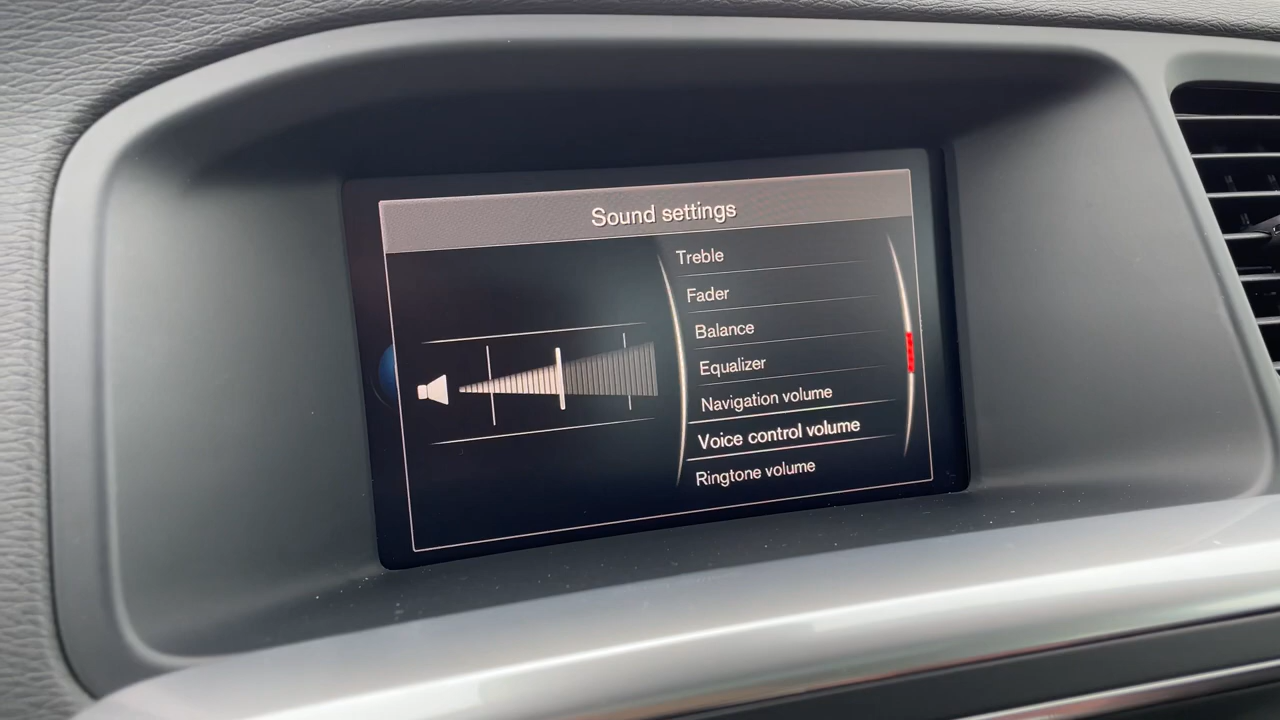 Sound settings
Treble
Fader
Balance
Equalizer
Navigation volume
Voice control volume
Ringtone volume